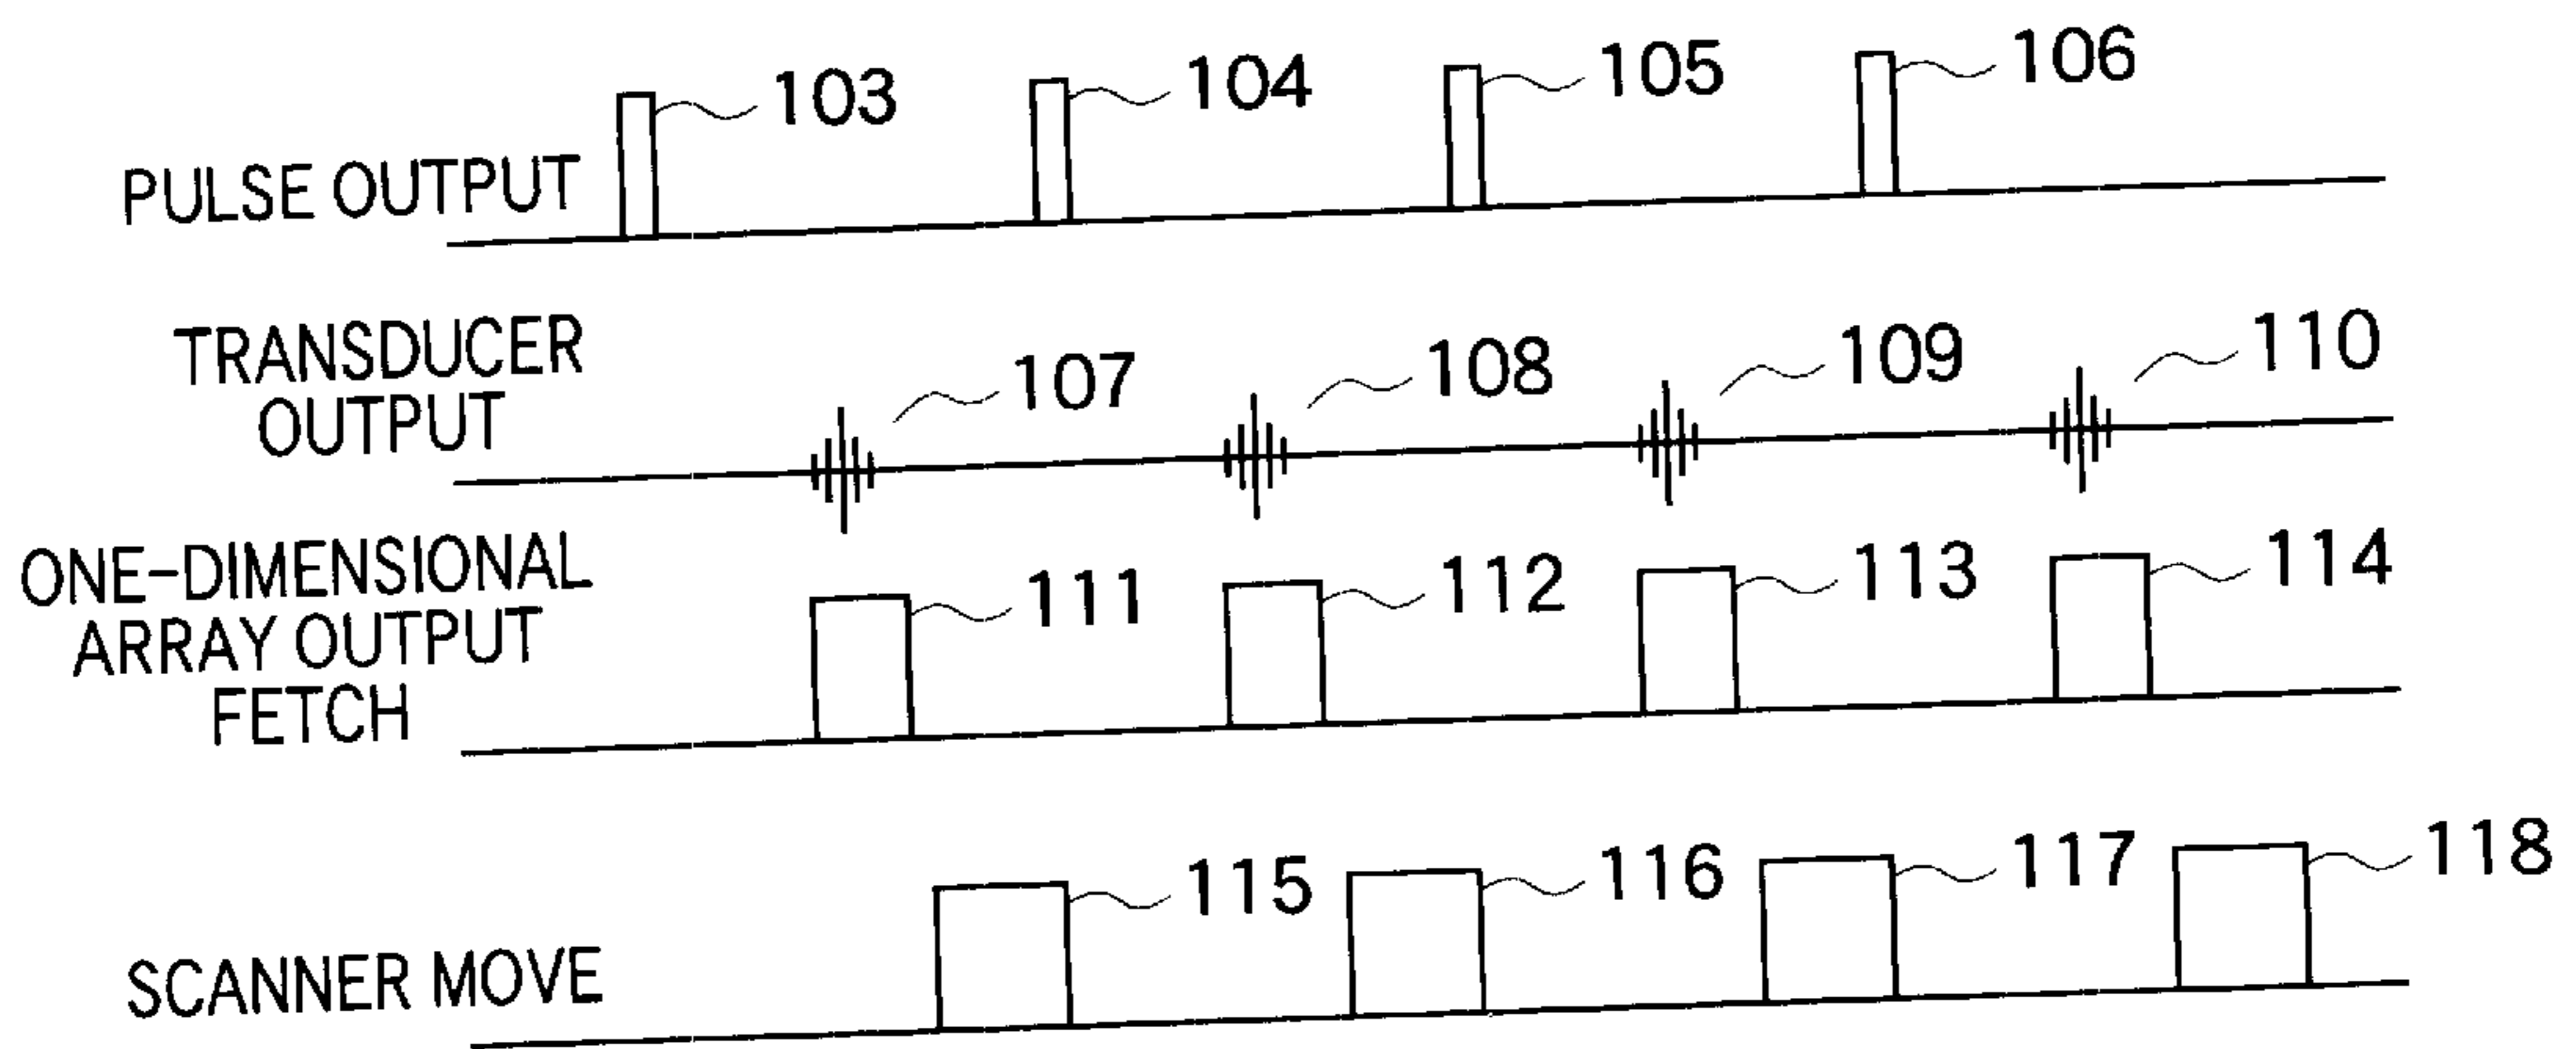 103
104
105
106
PULSE OUTPUT
TRANSDUCER
OUTPUT
107
108
109
110
ONE-DIMENSIONAL
ARRAY OUTPUT
FETCH
111
112
113
114
SCANNER MOVE
115
116
117
118